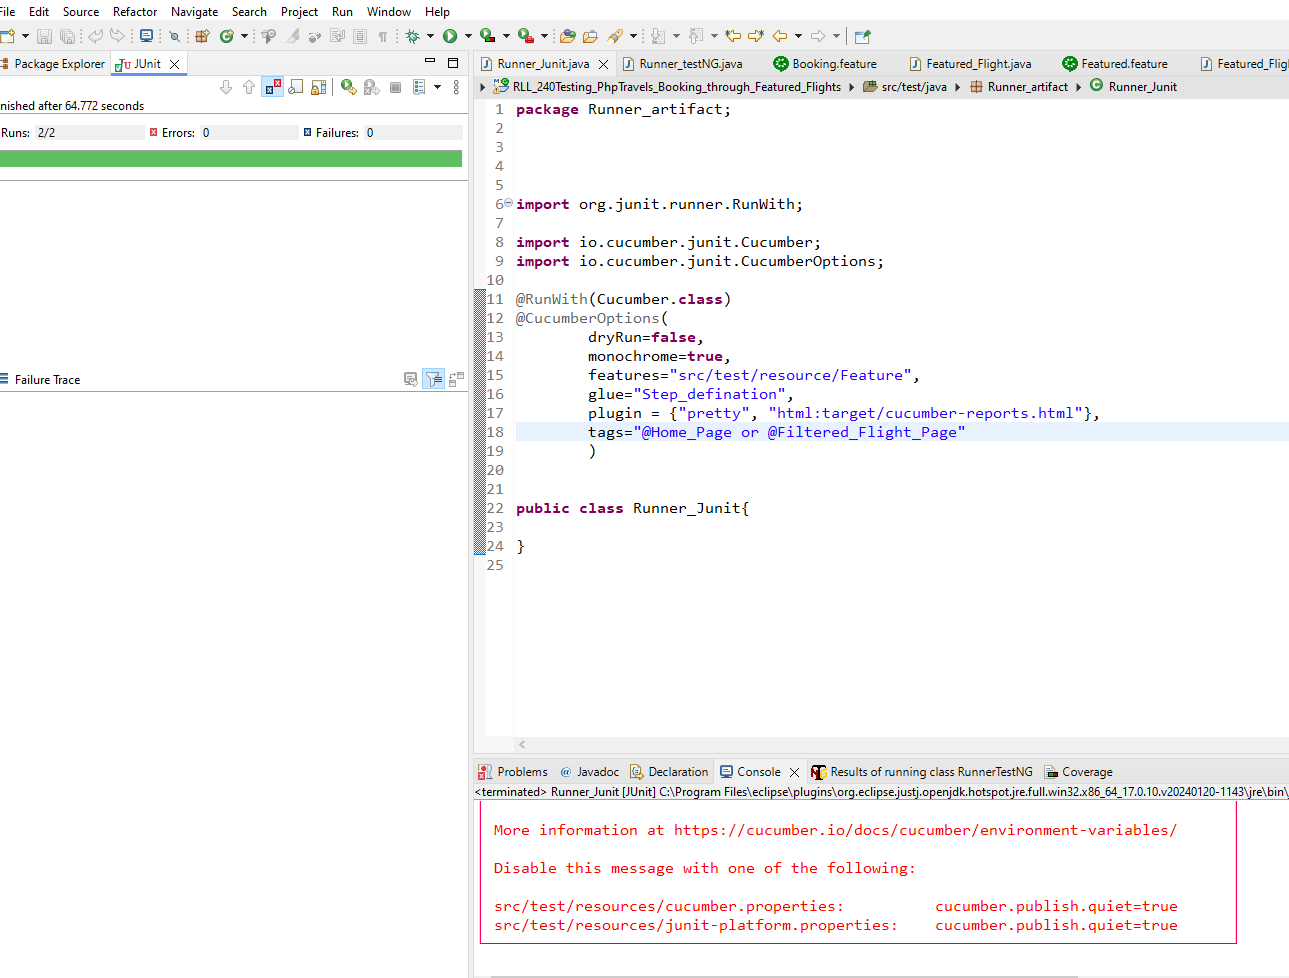 File Edit Source Refactor Navigate Search Project Run Window Help
Package Explorer JUnit
nished after 64.772 seconds
Runs: 2/2 Errors: 0 Failures: 0
Failure Trace
Runner_Junit.java Runner_testNG.java Booking.feature Featured_Flight.java Featured.feature Featured_Flig
RLL_240Testing_PhpTravels_Booking_through_Featured_Flights src/test/java Runner_artifact Runner_Junit
1 package Runner_artifact;
2
3
4
5
6 import org.junit.runner.RunWith;
7
8 import io.cucumber.junit.Cucumber;
9 import io.cucumber.junit.CucumberOptions;
10
11 @RunWith(Cucumber.class)
12 @CucumberOptions(
13 dryRun=false,
14 monochrome=true,
15 features="src/test/resource/Feature",
16 glue="Step_defination",
17 plugin = {"pretty", "html:target/cucumber-reports.html"},
18 tags="@Home_Page or @Filtered_Flight_Page"
19 )
20
21
22 public class Runner_Junit{
23
24 }
25
Problems @ Javadoc Declaration Console Results of running class RunnerTestNG Coverage
<terminated> Runner_Junit [JUnit] C:\Program Files\eclipse\plugins\org.eclipse.justj.openjdk.hotspot.jre.full.win32.x86_64_17.0.10.v20240120-1143\jre\bin\
More information at https://cucumber.io/docs/cucumber/environment-variables/
Disable this message with one of the following:
src/test/resources/cucumber.properties: cucumber.publish.quiet=true
src/test/resources/junit-platform.properties: cucumber.publish.quiet=true